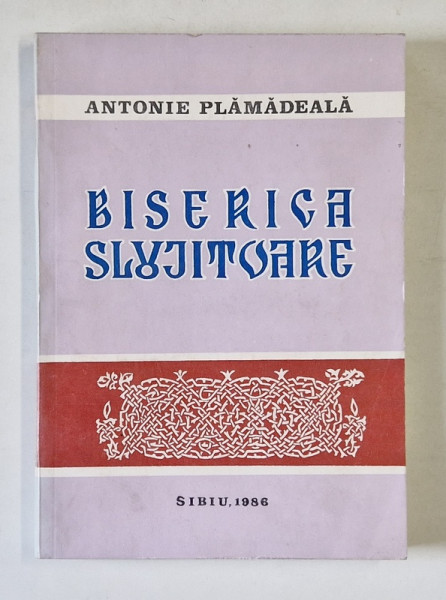 ANTONIE PLĂMĂDEALĂ
BISERICA
SLUJITOARE
SIBIU, 1986